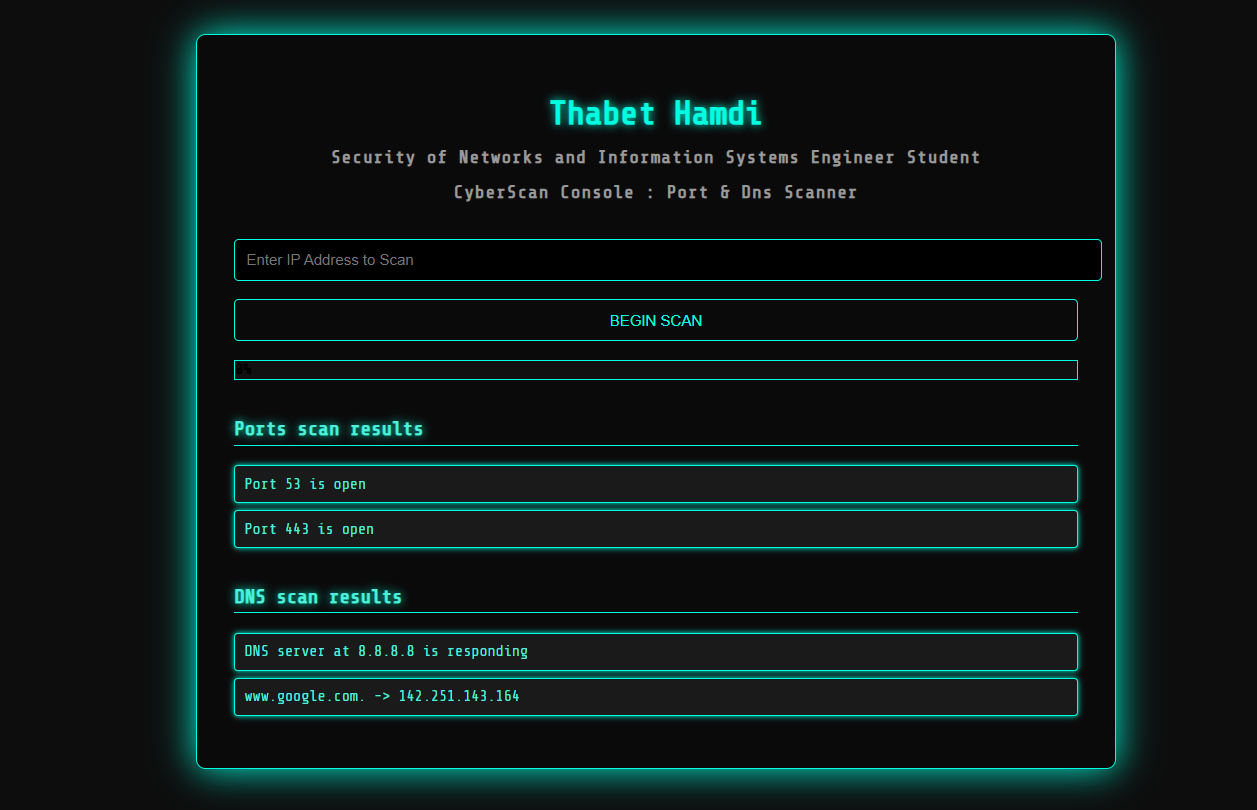 Thabet Hamdi
Security of Networks and Information Systems Engineer Student
CyberScan Console : Port & Dns Scanner
Enter IP Address to Scan
BEGIN SCAN
0%
Ports scan results
Port 53 is open
Port 443 is open
DNS scan results
DNS server at 8.8.8.8 is responding
www.google.com. -> 142.251.143.164